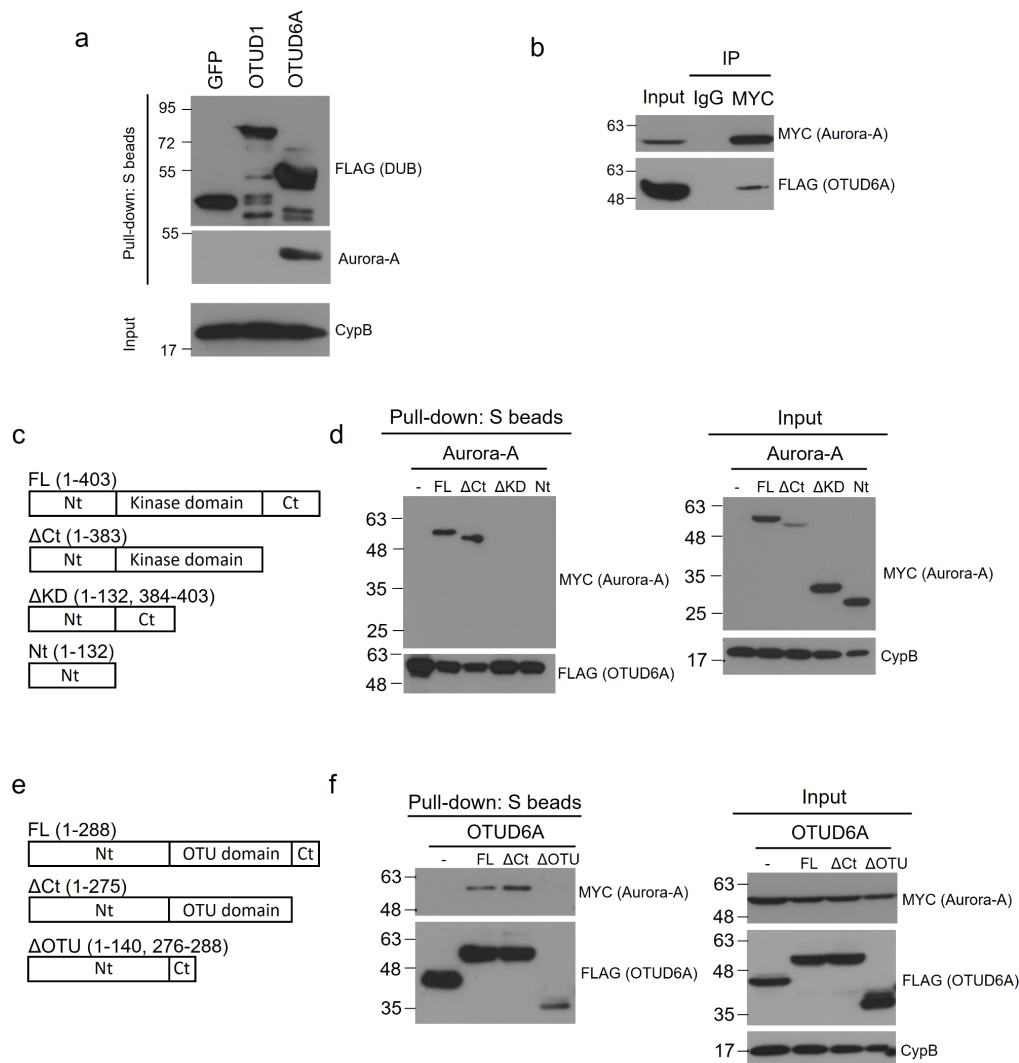 a
GFP
OTUD1
OTUD6A
Pull-down: S beads
95
72
55
FLAG (DUB)
55
Aurora-A
Input
CypB
17
b
IP
Input IgG MYC
63
MYC (Aurora-A)
63
48
FLAG (OTUD6A)
c
FL (1-403)
Nt Kinase domain Ct
ΔCt (1-383)
Nt Kinase domain
ΔKD (1-132, 384-403)
Nt Ct
Nt (1-132)
Nt
d
Pull-down: S beads
Aurora-A
- FL ΔCt ΔKD Nt
63
48
35
25
MYC (Aurora-A)
63
48
FLAG (OTUD6A)
Input
Aurora-A
- FL ΔCt ΔKD Nt
63
48
35
25
MYC (Aurora-A)
17
CypB
e
FL (1-288)
Nt OTU domain Ct
ΔCt (1-275)
Nt OTU domain
ΔOTU (1-140, 276-288)
Nt Ct
f
Pull-down: S beads
OTUD6A
- FL ΔCt ΔOTU
63
48
MYC (Aurora-A)
63
48
35
FLAG (OTUD6A)
Input
OTUD6A
- FL ΔCt ΔOTU
63
48
MYC (Aurora-A)
63
48
35
FLAG (OTUD6A)
17
CypB